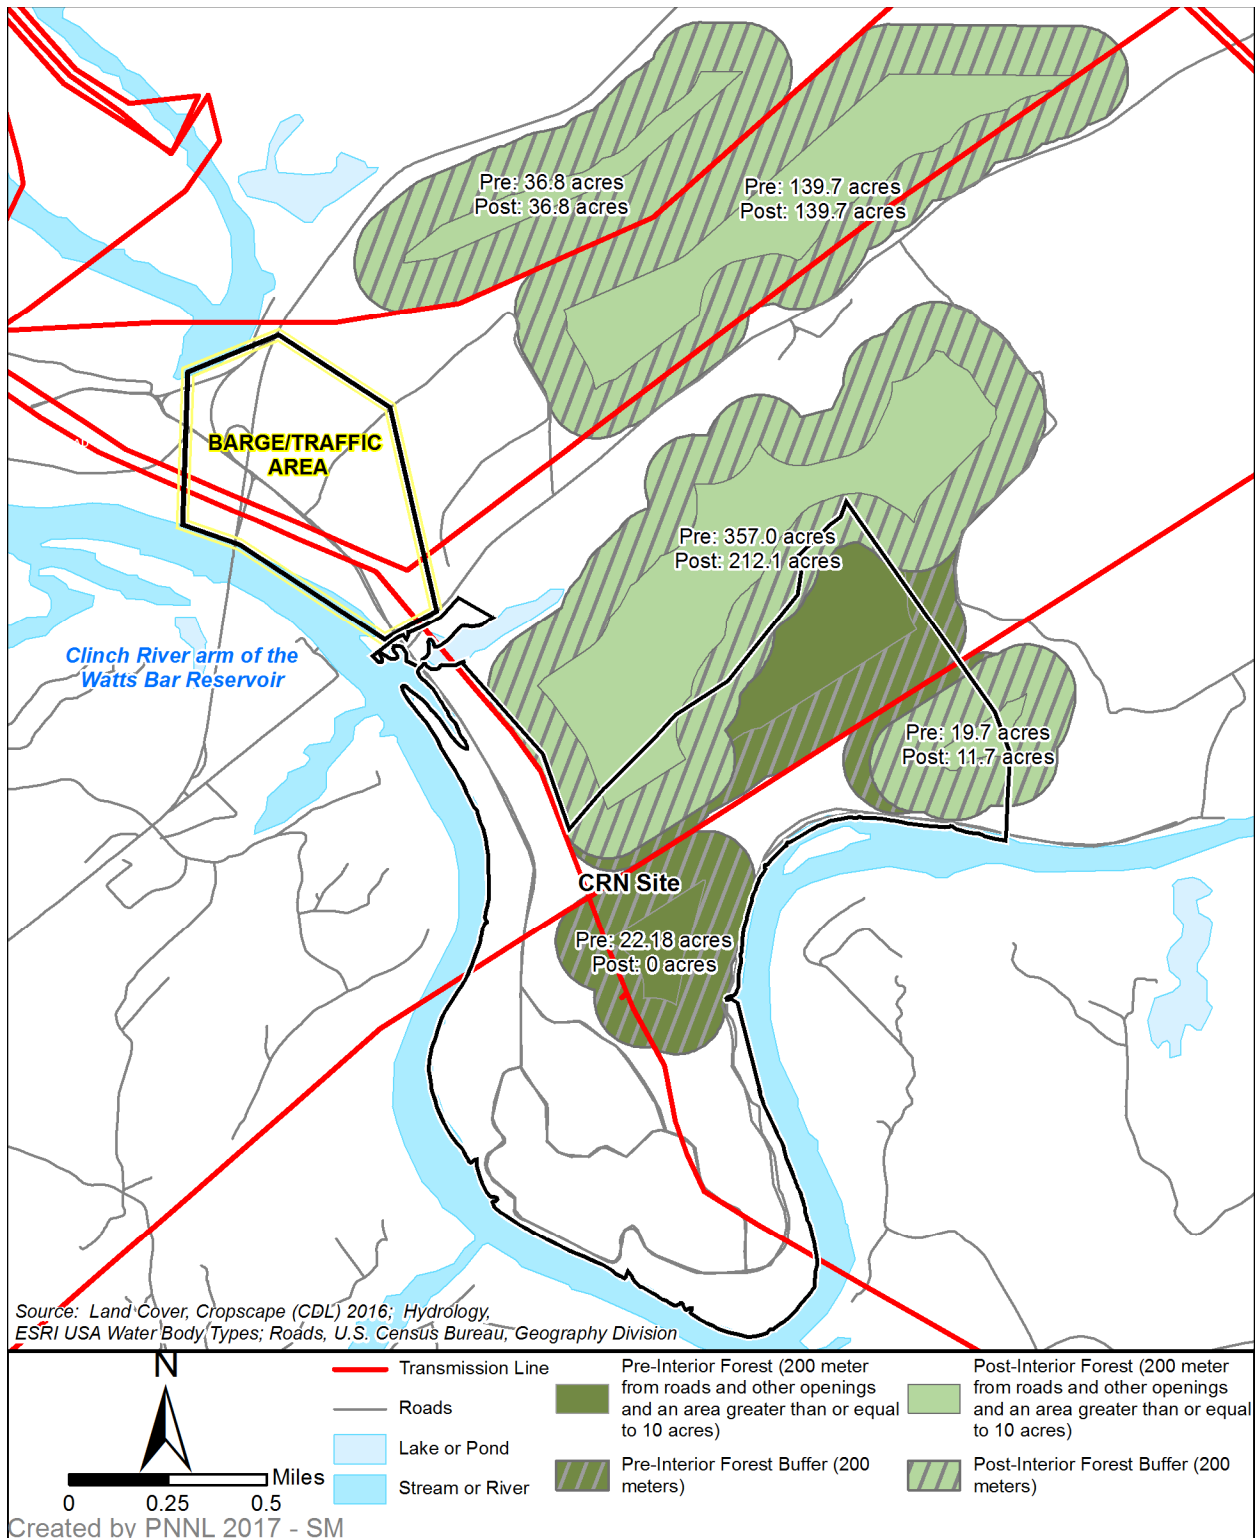 Pre: 36.8 acres
Post: 36.8 acres
Pre: 139.7 acres
Post: 139.7 acres
BARGE/TRAFFIC
AREA
Pre: 357.0 acres
Post: 212.1 acres
Clinch River arm of the
Watts Bar Reservoir
Pre: 19.7 acres
Post: 11.7 acres
CRN Site
Pre: 22.18 acres
Post: 0 acres
Source: Land Cover, Cropscape (CDL) 2016; Hydrology,
ESRI USA Water Body Types; Roads, U.S. Census Bureau, Geography Division
N
Miles
0 0.25 0.5
Transmission Line
Roads
Lake or Pond
Stream or River
Pre-Interior Forest (200 meter
from roads and other openings
and an area greater than or equal
to 10 acres)
Pre-Interior Forest Buffer (200
meters)
Post-Interior Forest (200 meter
from roads and other openings
and an area greater than or equal
to 10 acres)
Post-Interior Forest Buffer (200
meters)
Created by PNNL 2017 - SM